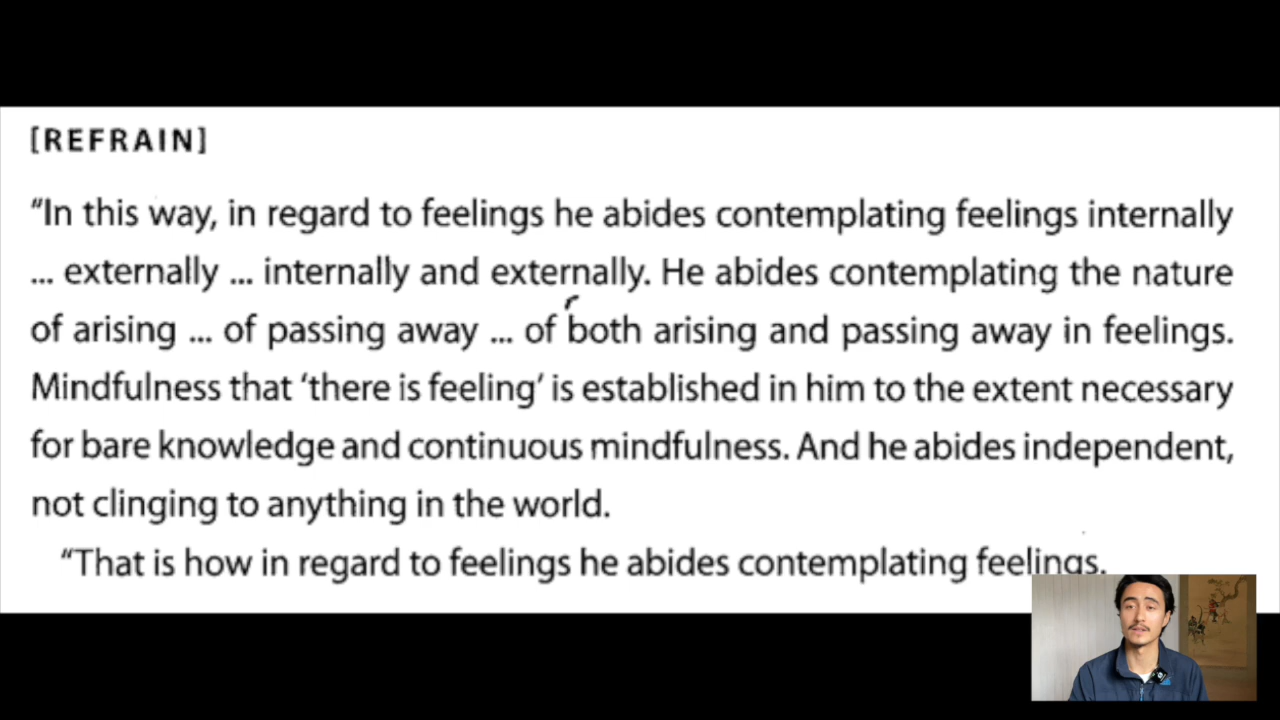 [REFRAIN]
“In this way, in regard to feelings he abides contemplating feelings internally
... externally ... internally and externally. He abides contemplating the nature
of arising ... of passing away ... of both arising and passing away in feelings.
Mindfulness that ‘there is feeling’ is established in him to the extent necessary
for bare knowledge and continuous mindfulness. And he abides independent,
not clinging to anything in the world.
“That is how in regard to feelings he abides contemplating feelings.